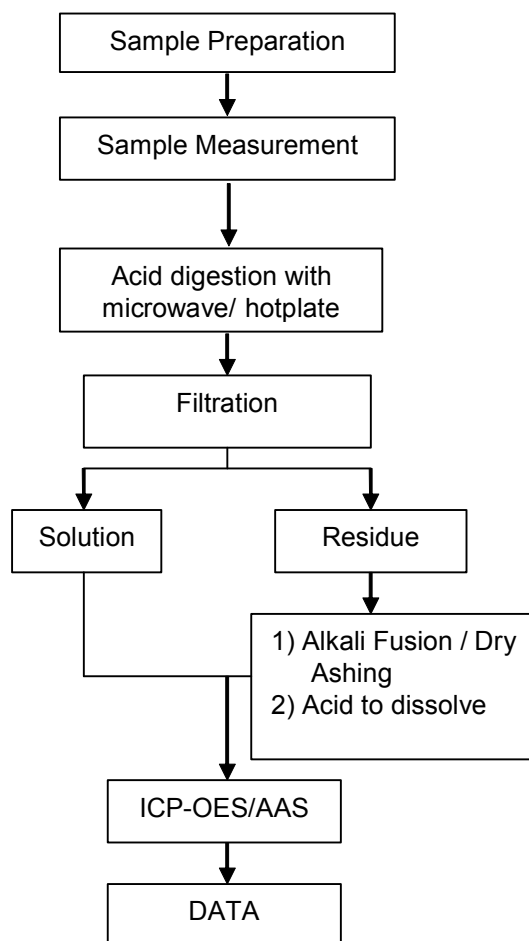 Sample Preparation
Sample Measurement
Acid digestion with
microwave/ hotplate
Filtration
Solution
Residue
1) Alkali Fusion / Dry
Ashing
2) Acid to dissolve
ICP-OES/AAS
DATA